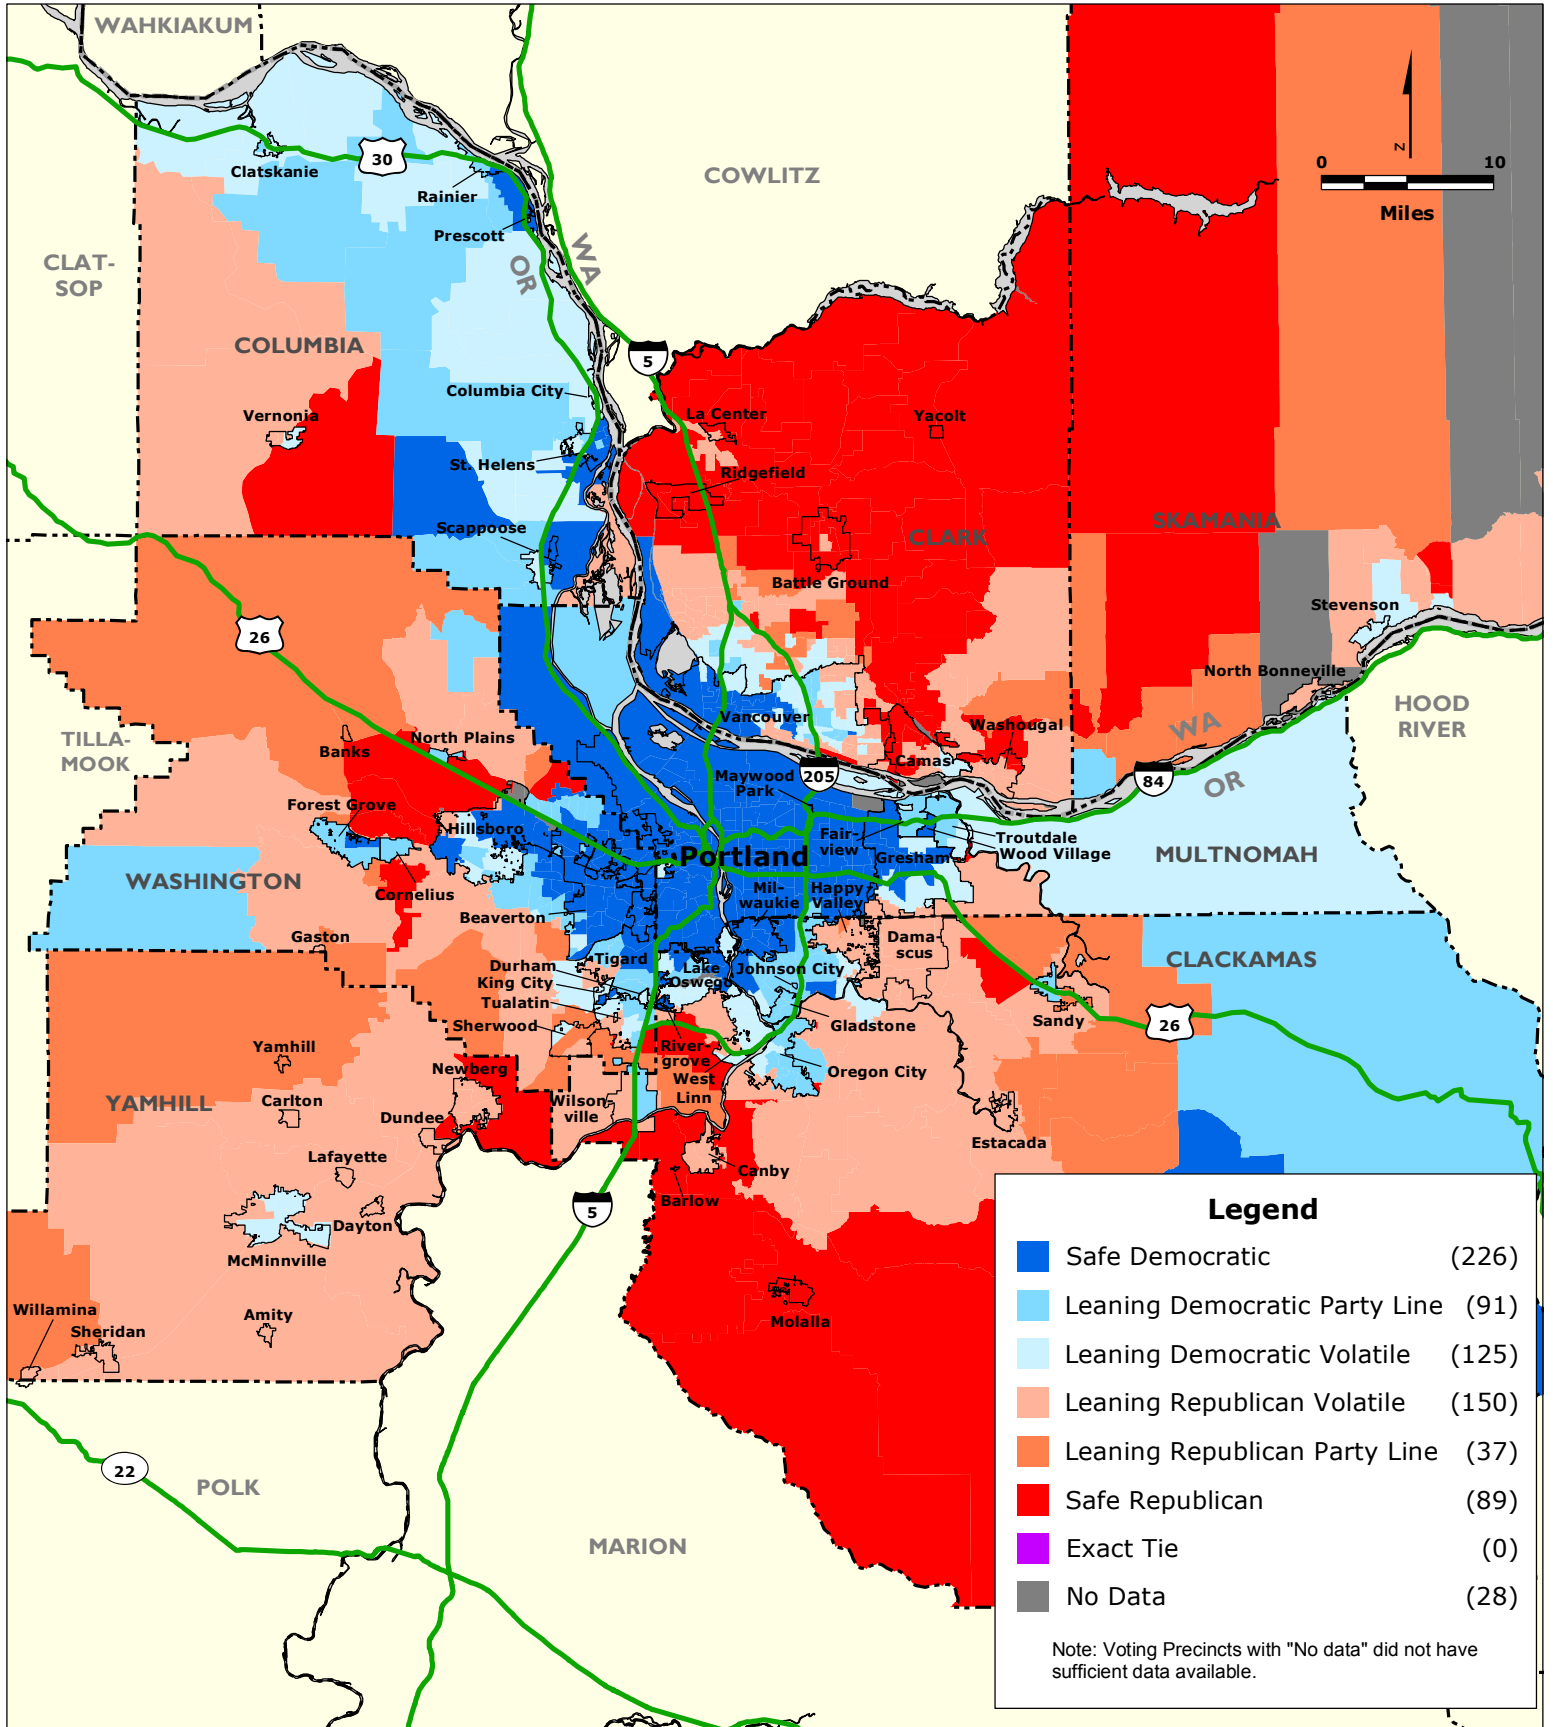 WAHKIAKUM
COWLITZ
CLAT-
SOP
COLUMBIA
30
Clatskanie
Rainier
Prescott
OR
WA
N
0
10
Miles
5
Columbia City
Vernonia
St. Helens
Scappoose
La Center
Yacolt
Ridgefield
CLARK
SKAMANIA
Battle Ground
Stevenson
North Bonneville
26
TILLA-
MOOK
Banks
North Plains
Vancouver
Washougal
Camas
WA
OR
HOOD
RIVER
205
84
Maywood
Park
Forest Grove
Hillsboro
Portland
Fair-
view
Troutdale
Wood Village
Gresham
MULTNOMAH
WASHINGTON
Cornelius
Beaverton
Mil-
waukie
Happy
Valley
Gaston
Dama-
scus
CLACKAMAS
Durham
King City
Tualatin
Sherwood
Tigard
Lake
Oswego
Johnson City
Gladstone
Sandy
26
Yamhill
Newberg
River-
grove
West
Linn
Oregon City
YAMHILL
Carlton
Dundee
Wilson-
ville
Estacada
Lafayette
Canby
Barlow
Dayton
McMinnville
5
Willamina
Sheridan
Amity
Molalla
22
POLK
MARION
Legend
Safe Democratic (226)
Leaning Democratic Party Line (91)
Leaning Democratic Volatile (125)
Leaning Republican Volatile (150)
Leaning Republican Party Line (37)
Safe Republican (89)
Exact Tie (0)
No Data (28)
Note: Voting Precincts with "No data" did not have
sufficient data available.